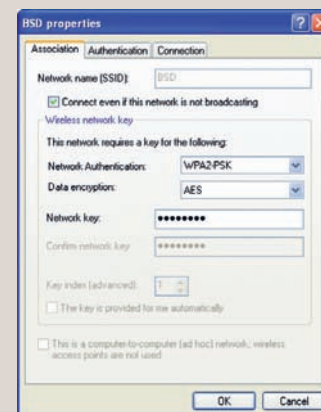 BSD properties
Association Authentication Connection
Network name (SSID): BSD
Connect even if this network is not broadcasting
Wireless network key
This network requires a key for the following:
Network Authentication: WPA2-PSK
Data encryption: AES
Network key: ••••••••
Confirm network key: ••••••••
Key index (advanced): 1
The key is provided for me automatically
This is a computer-to-computer (ad hoc) network; wireless
access points are not used
OK Cancel